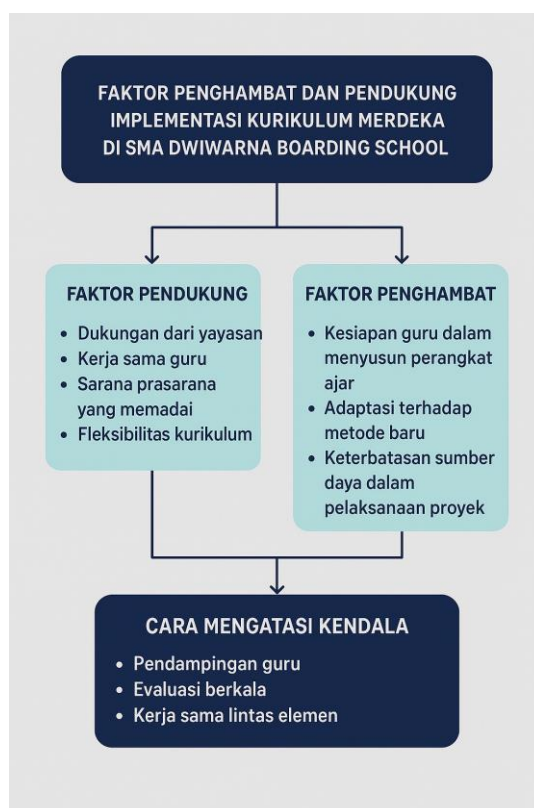 FAKTOR PENGHAMBAT DAN PENDUKUNG
IMPLEMENTASI KURIKULUM MERDEKA
DI SMA DWIWARNA BOARDING SCHOOL
FAKTOR PENDUKUNG
• Dukungan dari yayasan
• Kerja sama guru
• Sarana prasarana
yang memadai
• Fleksibilitas kurikulum
FAKTOR PENGHAMBAT
• Kesiapan guru dalam
menyusun perangkat
ajar
• Adaptasi terhadap
metode baru
• Keterbatasan sumber
daya dalam
pelaksanaan proyek
CARA MENGATASI KENDALA
• Pendampingan guru
• Evaluasi berkala
• Kerja sama lintas elemen